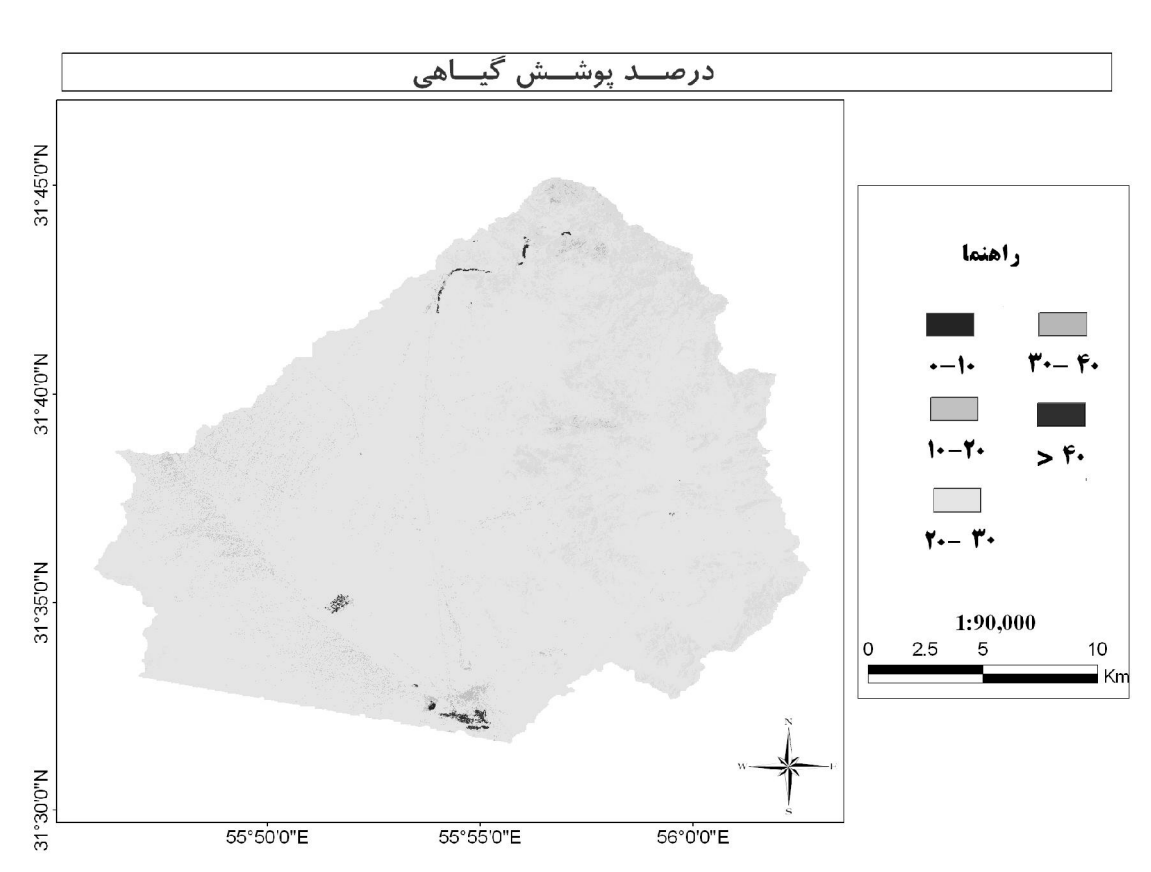 درصد پوشش گیاهی
31°45'0"N
31°40'0"N
31°35'0"N
31°30'0"N
55°50'0"E
55°55'0"E
56°0'0"E
راهنما
۰–۱۰
۳۰–۴۰
۱۰–۲۰
> ۴۰
۲۰– ۳۰
1:90,000
0 2.5 5 10
Km
N
W E
S